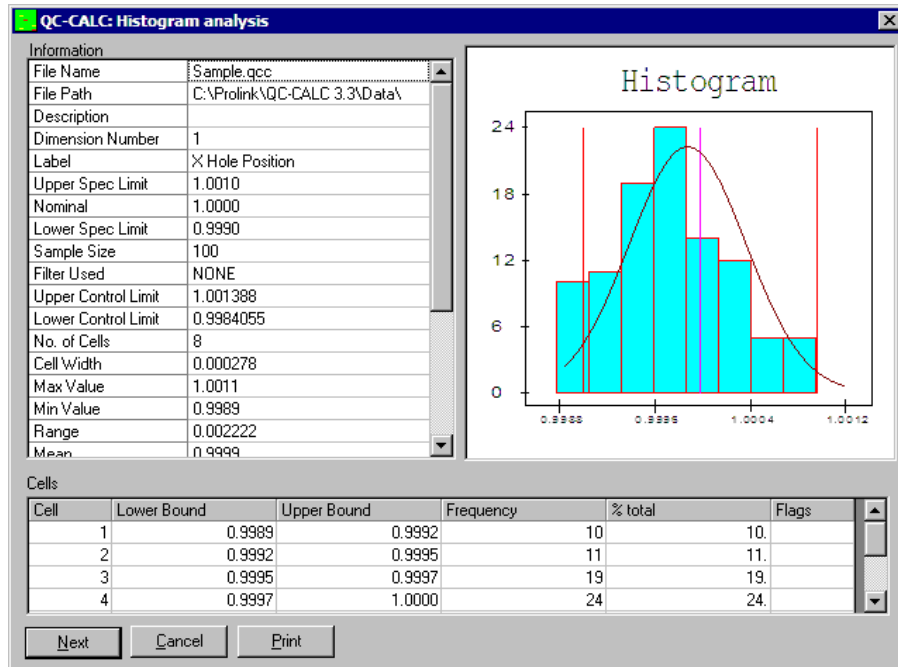 QC-CALC: Histogram analysis
Information
File Name Sample.qcc
File Path C:\Prolink\QC-CALC 3.3\Data\
Description
Dimension Number 1
Label X Hole Position
Upper Spec Limit 1.0010
Nominal 1.0000
Lower Spec Limit 0.9990
Sample Size 100
Filter Used NONE
Upper Control Limit 1.001388
Lower Control Limit 0.9984055
No. of Cells 8
Cell Width 0.000278
Max Value 1.0011
Min Value 0.9989
Range 0.002222
Mean 0.9999
Histogram
24
18
12
6
0
0.9988 0.9996 1.0004 1.0012
Cells
Cell Lower Bound Upper Bound Frequency % total Flags
1 0.9989 0.9992 10 10.
2 0.9992 0.9995 11 11.
3 0.9995 0.9997 19 19.
4 0.9997 1.0000 24 24.
Next Cancel Print